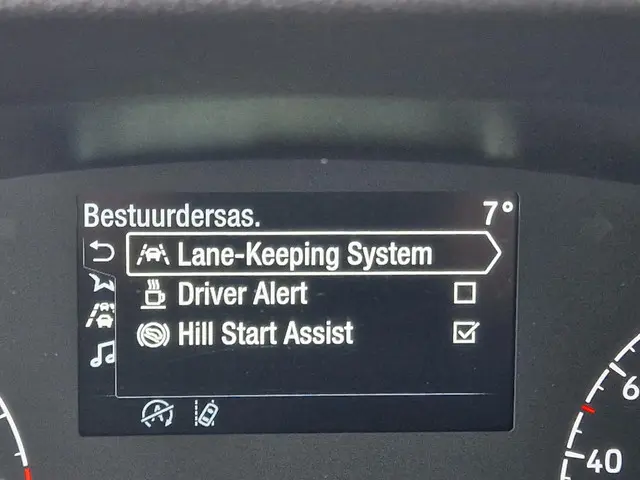 Bestuurdersas. 7°
Lane-Keeping System
Driver Alert
Hill Start Assist
6
40